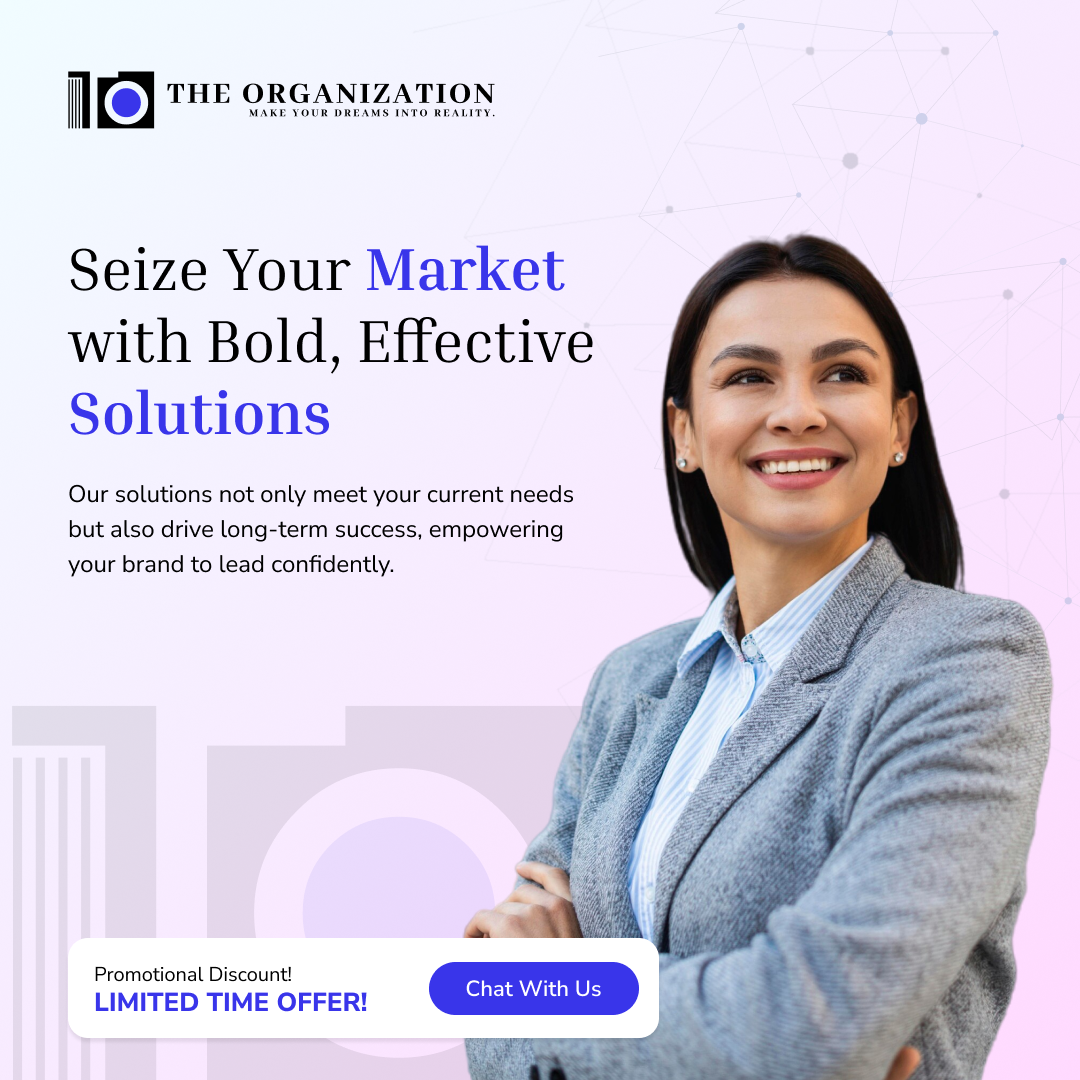 THE ORGANIZATION
MAKE YOUR DREAMS INTO REALITY.
Seize Your Market
with Bold, Effective
Solutions
Our solutions not only meet your current needs
but also drive long-term success, empowering
your brand to lead confidently.
Promotional Discount!
LIMITED TIME OFFER!
Chat With Us